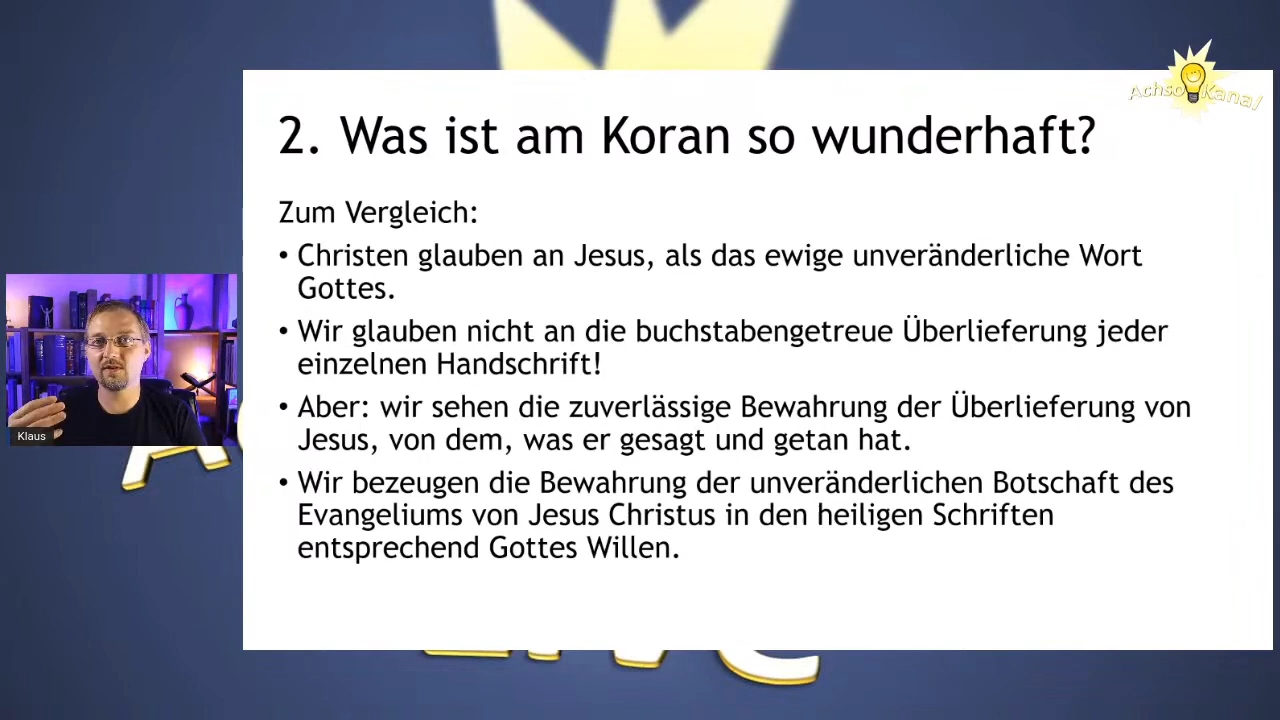 Achso Kanal
2. Was ist am Koran so wunderhaft?
Zum Vergleich:
• Christen glauben an Jesus, als das ewige unveränderliche Wort
Gottes.
• Wir glauben nicht an die buchstabengetreue Überlieferung jeder
einzelnen Handschrift!
• Aber: wir sehen die zuverlässige Bewahrung der Überlieferung von
Jesus, von dem, was er gesagt und getan hat.
• Wir bezeugen die Bewahrung der unveränderlichen Botschaft des
Evangeliums von Jesus Christus in den heiligen Schriften
entsprechend Gottes Willen.
Klaus